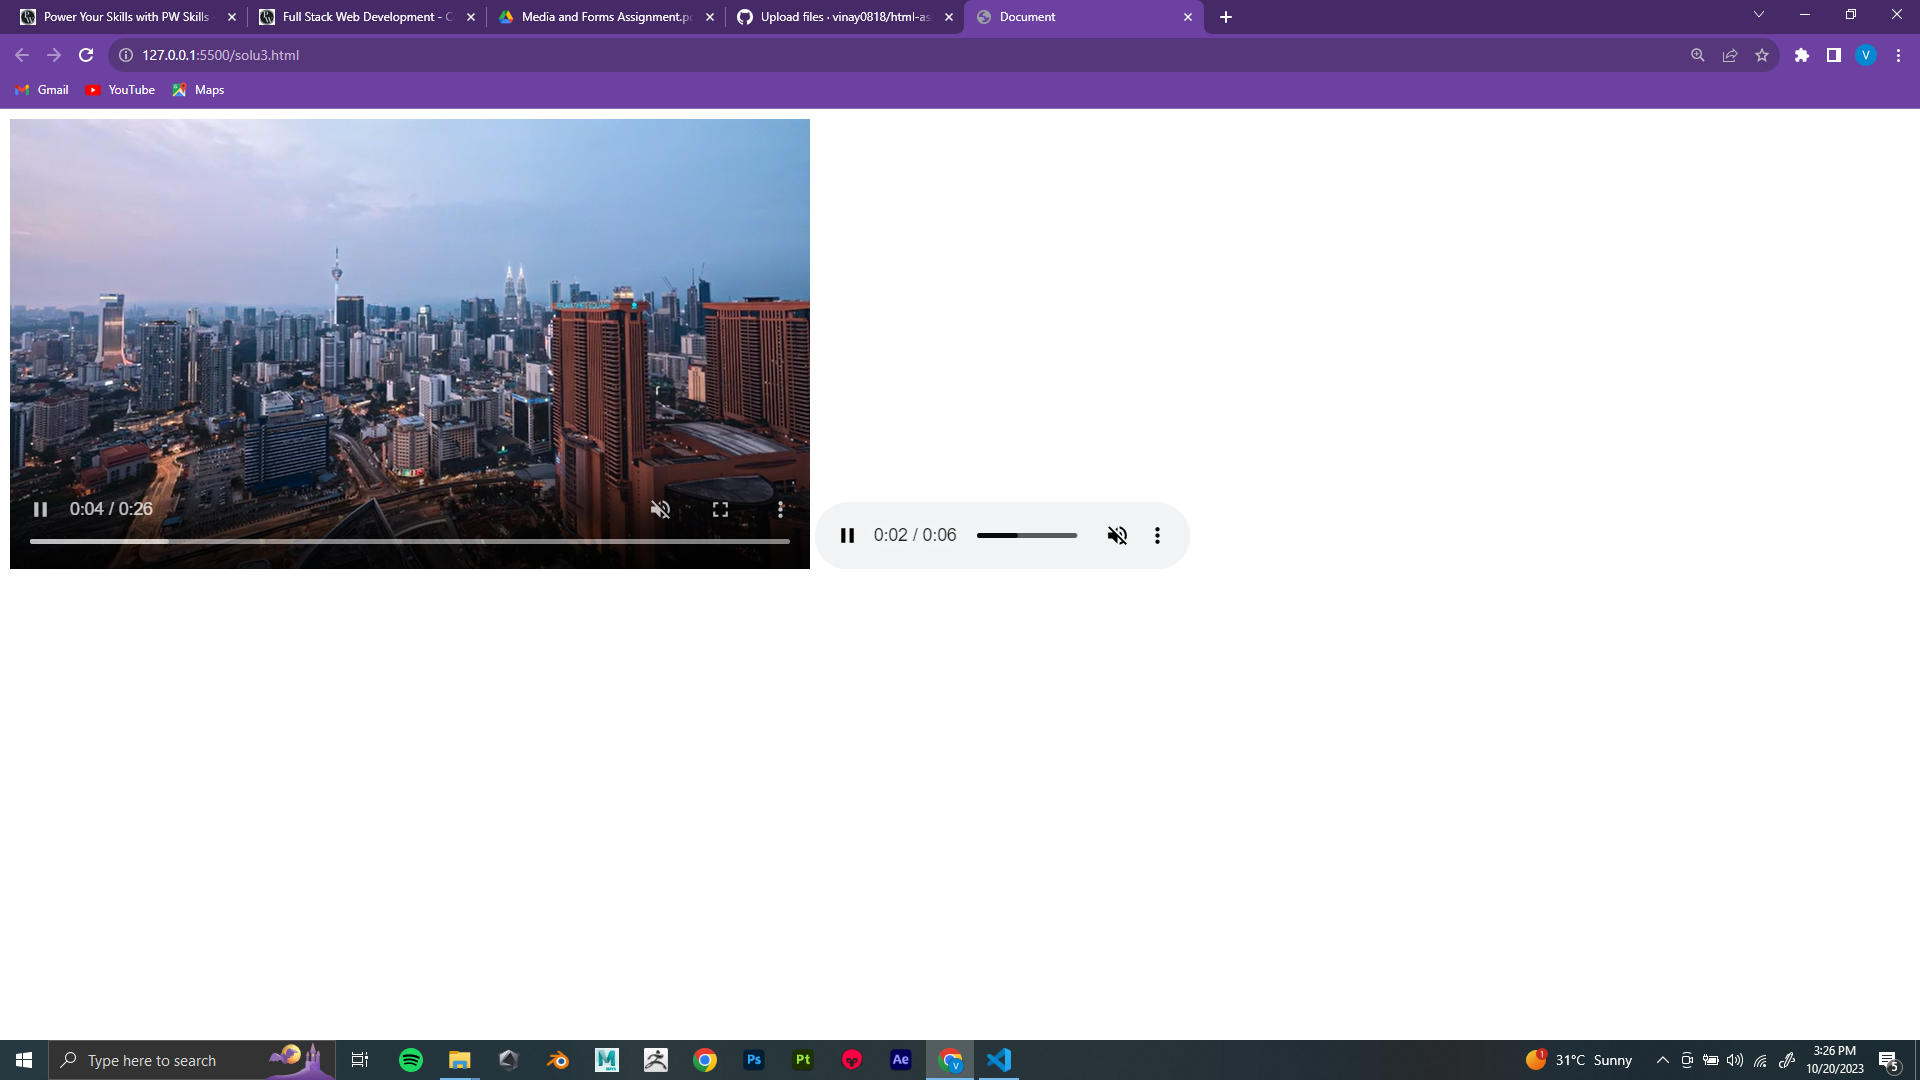 Power Your Skills with PW Skills
Full Stack Web Development - C
Media and Forms Assignment.pd
Upload files · vinay0818/html-as
Document
127.0.0.1:5500/solu3.html
V
Gmail
YouTube
Maps
0:04 / 0:26
0:02 / 0:06
Type here to search
M
Ps
Pt
Ae
V
1
31°C Sunny
3:26 PM
10/20/2023
5